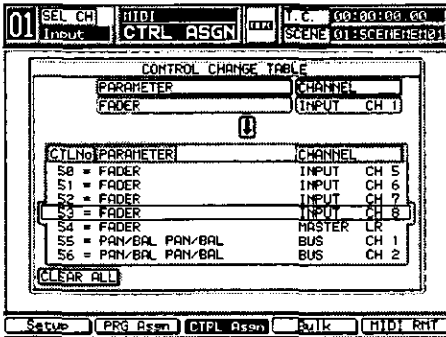 01 SEL CH MIDI T.C. 00:00:00.00
Input CTRL ASGN SCENE 01:SCENEMEM01
CONTROL CHANGE TABLE
PARAMETER CHANNEL
FADER INPUT CH 1
CTLNo PARAMETER CHANNEL
50 = FADER INPUT CH 5
51 = FADER INPUT CH 6
52 = FADER INPUT CH 7
53 = FADER INPUT CH 8
54 = FADER MASTER LR
55 = PAN/BAL PAN/BAL BUS CH 1
56 = PAN/BAL PAN/BAL BUS CH 2
CLEAR ALL
Setup PRG Assn CTRL Assn Bulk MIDI RMT